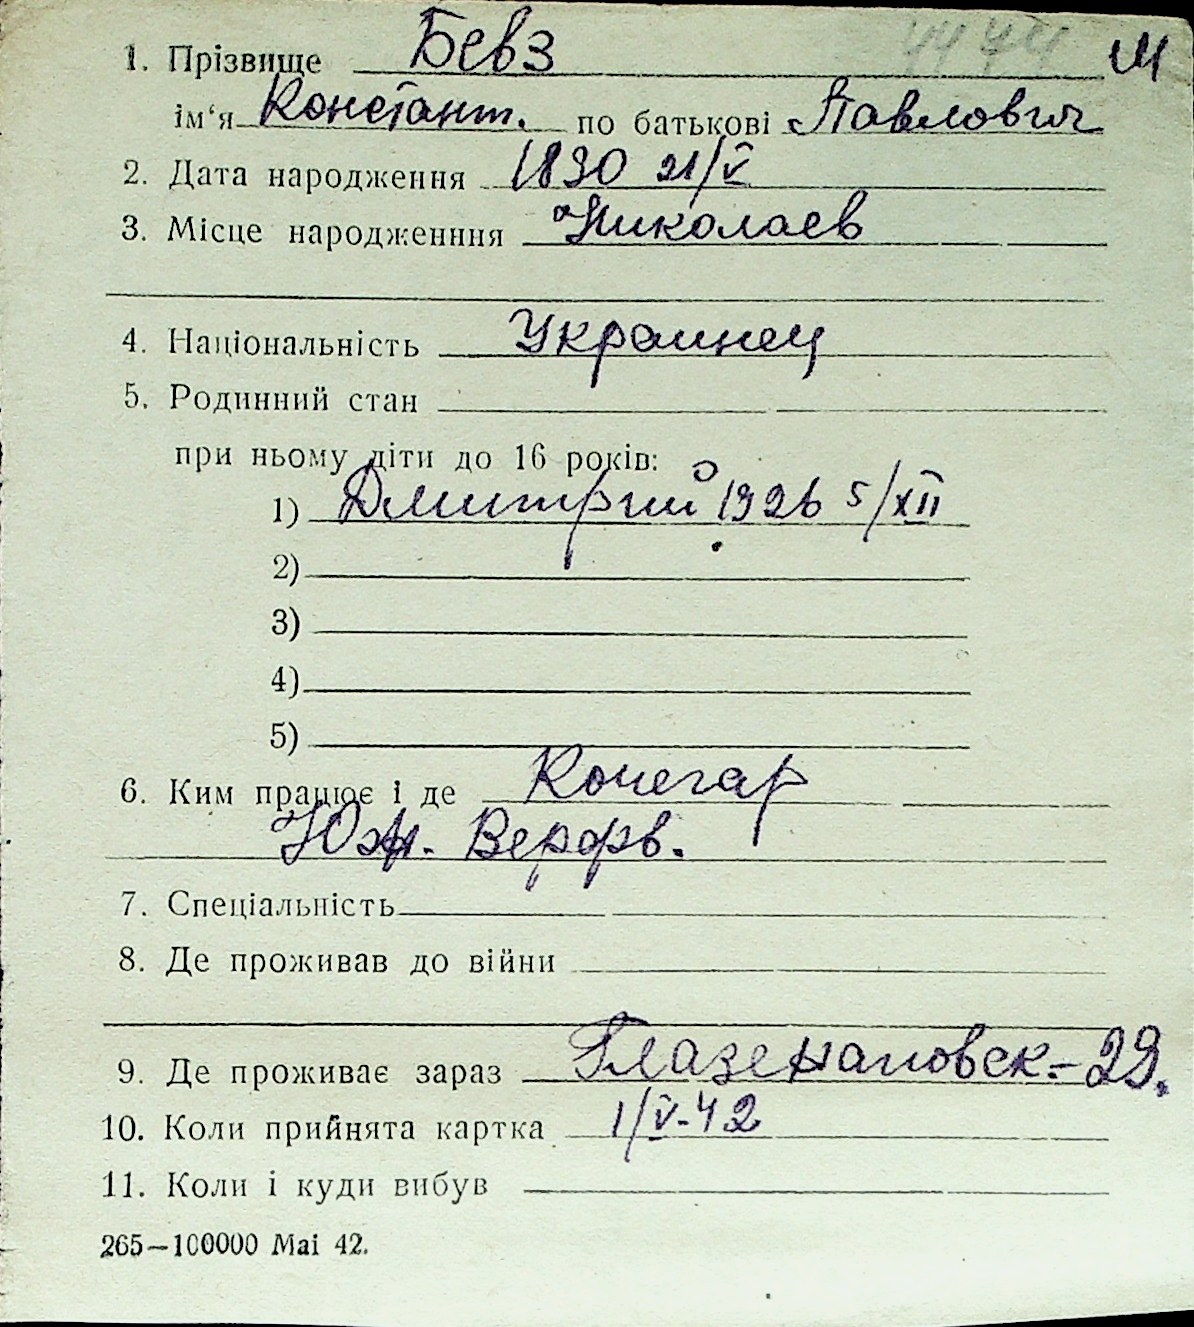 1. Прізвище Бевз
ім'я Констант. по батькові Павлович
2. Дата народження 1890 21/V
3. Місце народженння Николаев
4. Національність Украинец
5. Родинний стан
при ньому діти до 16 років:
1) Дмитрий 1926 5/XII
2)
3)
4)
5)
6. Ким працює і де Кочегар
Юж. Верфь.
7. Спеціальність
8. Де проживав до війни
9. Де проживає зараз Глазенаповск.-29.
10. Коли прийнята картка 1/V-42
11. Коли і куди вибув
265—100000 Mai 42.